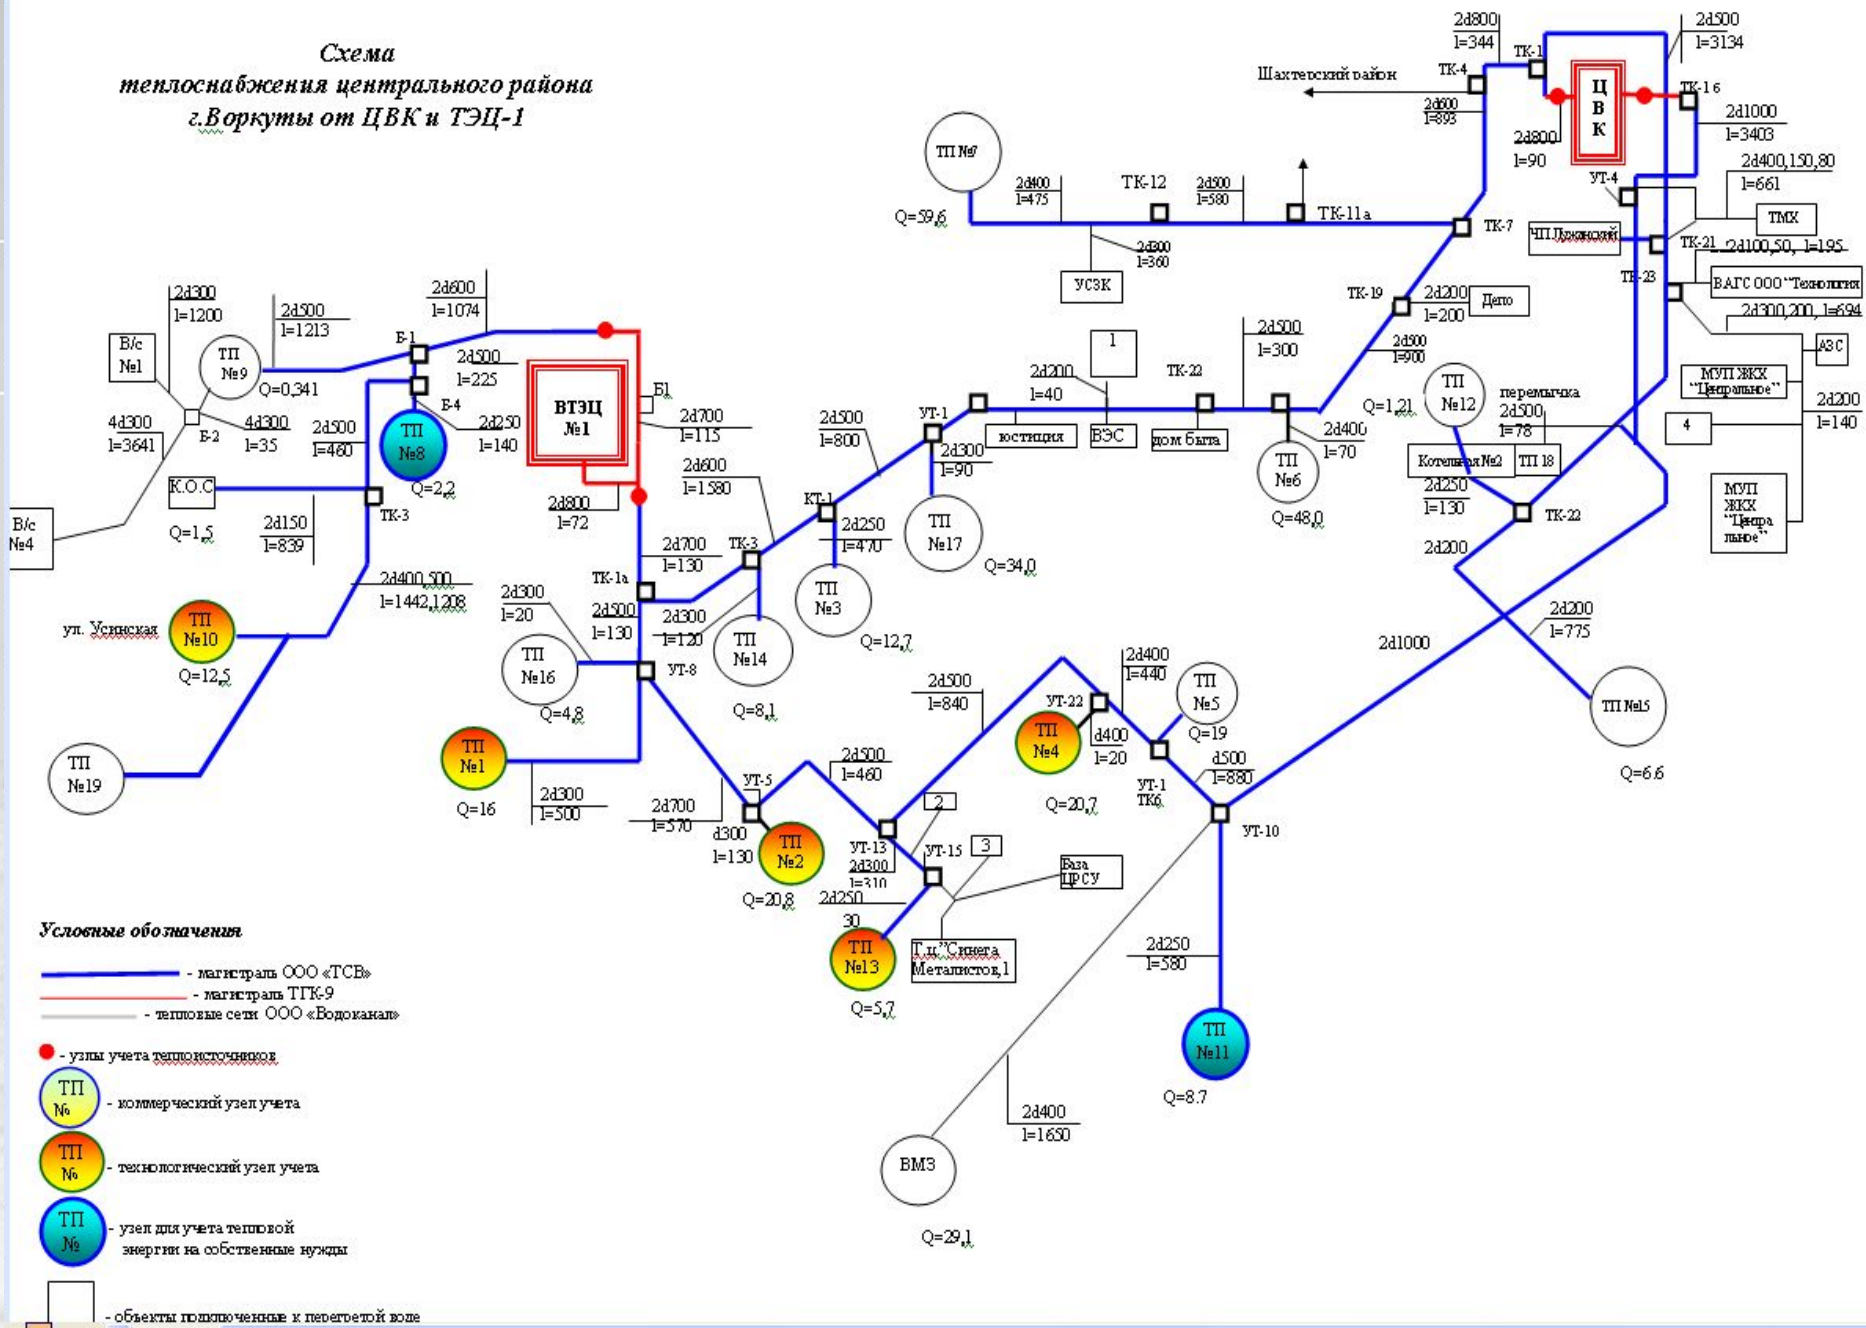 Схема
теплоснабжения центрального района
г.Воркуты от ЦВК и ТЭЦ-1
2d800
l=344
ТК-1
2d500
l=3134
Шахтерский район
ТК-4
2d600
l=893
Ц
В
К
ТК-16
2d1000
l=3403
2d800
l=90
2d400,150,80
l=661
УТ-4
ТМХ
ТП №7
Q=59,6
2d400
l=475
ТК-12
2d500
l=580
ТК-11а
ТК-7
ЧП Лужанский
ТК-21
2d100,50, l=195
2d300
l=360
УСЗК
ТК-23
ВАГС ООО "Технология
2d300,200, l=694
ТК-19
2d200
l=200
Депо
2d600
l=1074
2d300
l=1200
2d500
l=1213
Б-1
В/с
№1
ТП
№9
Q=0,341
2d500
l=225
Б-4
1
2d500
l=300
2d500
l=900
АЗС
МУП ЖКХ
"Центральное"
ВТЭЦ
№1
Б1
2d700
l=115
2d200
l=40
ТК-22
ТП
№12
Q=1,21
перемычка
2d500
l=78
2d200
l=140
4
4d300
l=3641
Б-2
4d300
l=35
2d500
l=460
ТП
№8
2d250
l=140
Q=2,2
УТ-1
2d500
l=800
юстиция
ВЭС
дом быта
2d400
l=70
ТП
№6
Q=48,0
Котельная №2
ТП 18
2d250
l=130
ТК-22
МУП
ЖКХ
"Центра
льное"
2d300
l=90
2d600
l=1580
К.О.С
Q=1,5
2d150
l=839
ТК-3
2d800
l=72
КТ-1
2d250
l=470
ТП
№17
Q=34,0
В/с
№4
2d700
l=130
ТК-3
2d200
ТК-1а
2d400,500
l=1442,1208
2d300
l=20
2d500
l=130
2d300
l=120
ТП
№3
Q=12,7
2d200
l=775
ул. Усинская
ТП
№10
Q=12,5
ТП
№16
Q=4,8
УТ-8
ТП
№14
Q=8,1
2d1000
2d500
l=840
2d400
l=440
УТ-22
ТП
№5
Q=19
ТП №15
Q=6.6
ТП
№4
Q=20,7
d400
l=20
УТ-1
ТК6
d500
l=880
УТ-10
ТП
№19
ТП
№1
Q=16
2d300
l=500
2d500
l=460
УТ-5
2d700
l=570
d300
l=130
ТП
№2
Q=20,8
2
УТ-13
2d300
l=310
УТ-15
3
База
ЦРСУ
2d250
30
ТП
№13
Q=5,7
Т.ц."Синега
Металистов,1
2d250
l=580
ТП
№11
Q=8.7
2d400
l=1650
ВМЗ
Q=29,1
Условные обозначения
- магистраль ООО «ТСВ»
- магистраль ТГК-9
- тепловые сети ООО «Водоканал»
- узлы учета теплоисточников
ТП
№
- коммерческий узел учета
ТП
№
- технологический узел учета
ТП
№
- узел для учета тепловой
энергии на собственные нужды
- объекты подключенные к перегретой воде